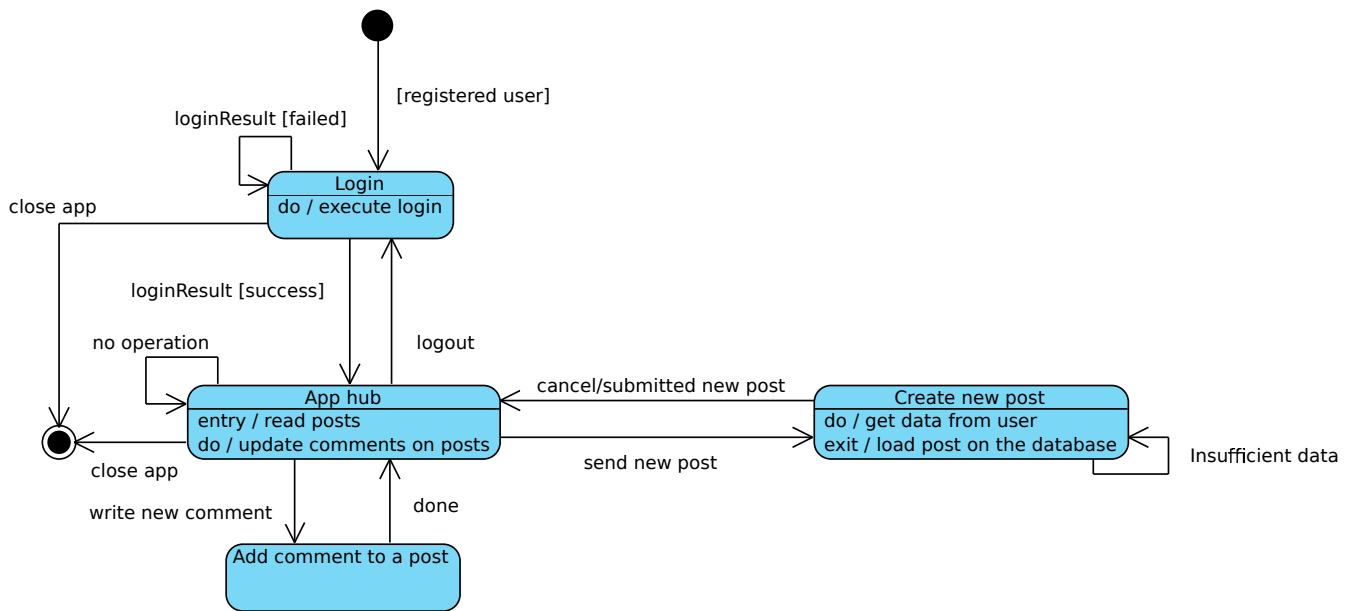 [registered user]
loginResult [failed]
Login
do / execute login
close app
loginResult [success]
no operation
logout
App hub
entry / read posts
do / update comments on posts
cancel/submitted new post
Create new post
do / get data from user
exit / load post on the database
close app
send new post
Insufficient data
write new comment
done
Add comment to a post